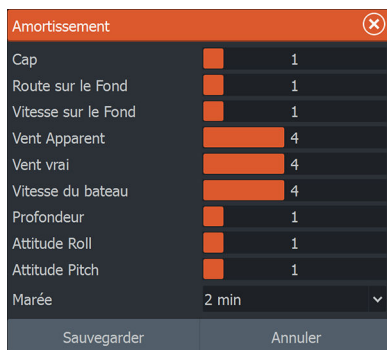 Amortissement
Cap 1
Route sur le Fond 1
Vitesse sur le Fond 1
Vent Apparent 4
Vent vrai 4
Vitesse du bateau 4
Profondeur 1
Attitude Roll 1
Attitude Pitch 1
Marée 2 min
Sauvegarder Annuler